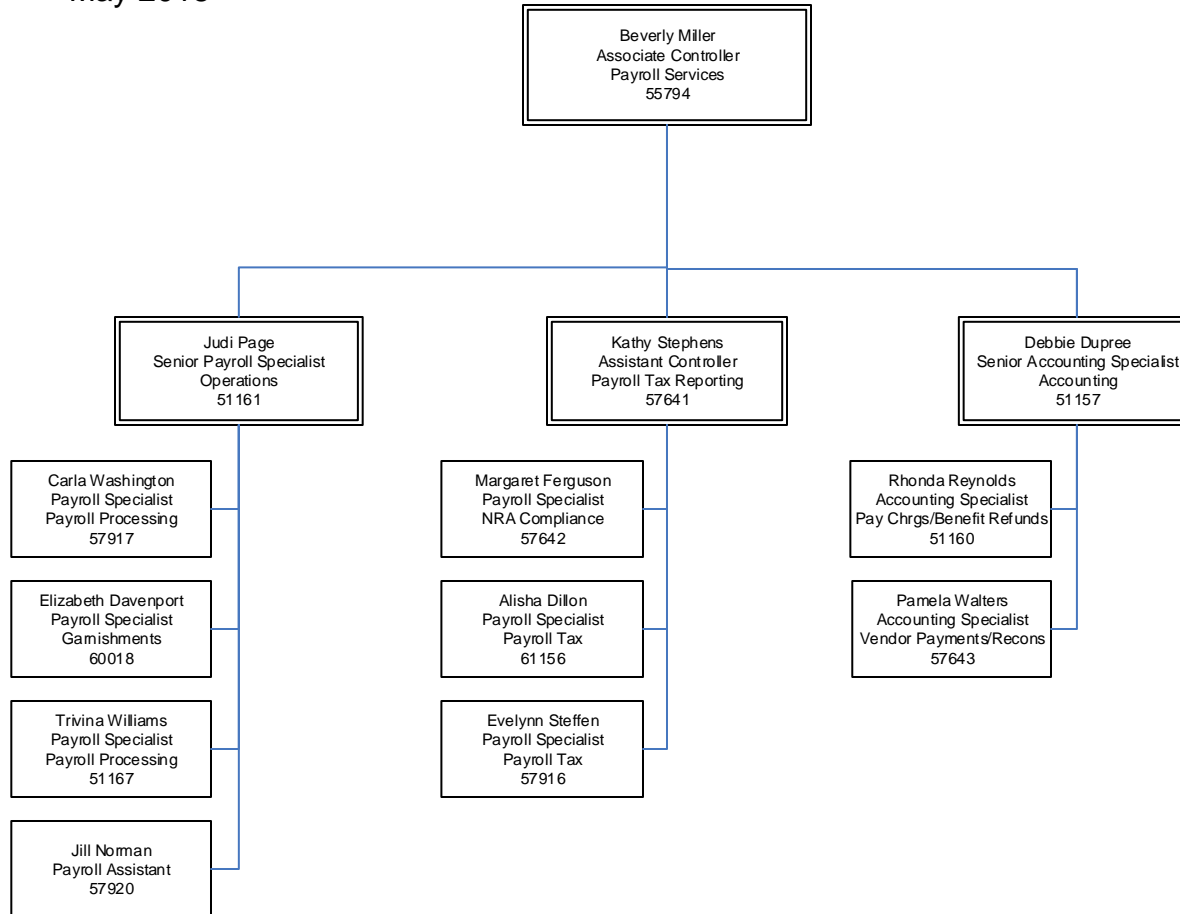 Beverly Miller
Associate Controller
Payroll Services
55794
Judi Page
Senior Payroll Specialist
Operations
51161
Kathy Stephens
Assistant Controller
Payroll Tax Reporting
57641
Debbie Dupree
Senior Accounting Specialist
Accounting
51157
Carla Washington
Payroll Specialist
Payroll Processing
57917
Elizabeth Davenport
Payroll Specialist
Garnishments
60018
Trivina Williams
Payroll Specialist
Payroll Processing
51167
Jill Norman
Payroll Assistant
57920
Margaret Ferguson
Payroll Specialist
NRA Compliance
57642
Alisha Dillon
Payroll Specialist
Payroll Tax
61156
Evelynn Steffen
Payroll Specialist
Payroll Tax
57916
Rhonda Reynolds
Accounting Specialist
Pay Chrgs/Benefit Refunds
51160
Pamela Walters
Accounting Specialist
Vendor Payments/Recons
57643